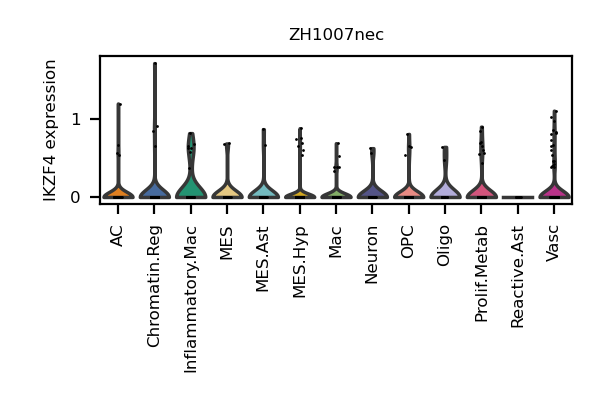 ZH1007nec
IKZF4 expression
1
0
AC
Chromatin.Reg
Inflammatory.Mac
MES
MES.Ast
MES.Hyp
Mac
Neuron
OPC
Oligo
Prolif.Metab
Reactive.Ast
Vasc